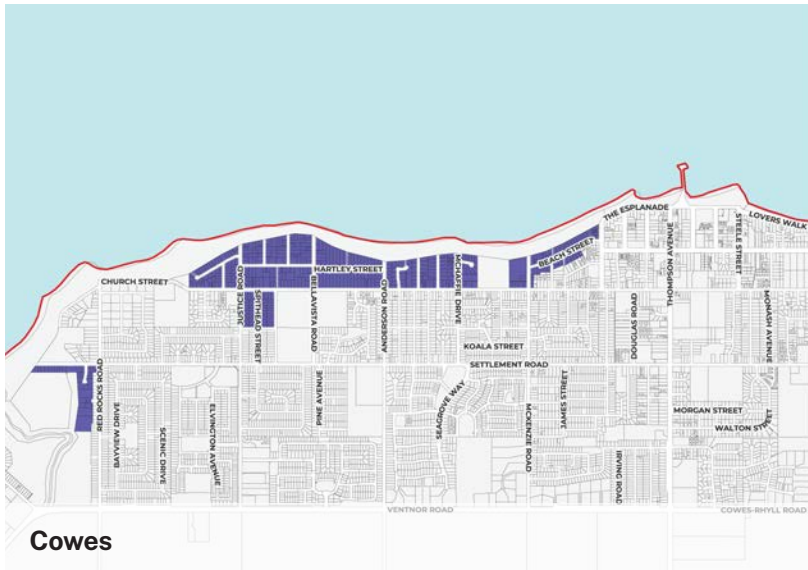 THE ESPLANADE
LOVERS WALK
BEACH STREET
STEELE STREET
THOMPSON AVENUE
CHURCH STREET
HARTLEY STREET
JUSTICE ROAD
SPITHEAD STREET
BELLAVISTA ROAD
ANDERSON ROAD
MCHAFFIE DRIVE
DOUGLAS ROAD
MONASH AVENUE
KOALA STREET
SETTLEMENT ROAD
RED ROCKS ROAD
BAYVIEW DRIVE
SCENIC DRIVE
ELVINGTON AVENUE
PINE AVENUE
SEAGROVE WAY
MCKENZIE ROAD
JAMES STREET
IRVING ROAD
MORGAN STREET
WALTON STREET
VENTNOR ROAD
COWES-RHYLL ROAD
Cowes